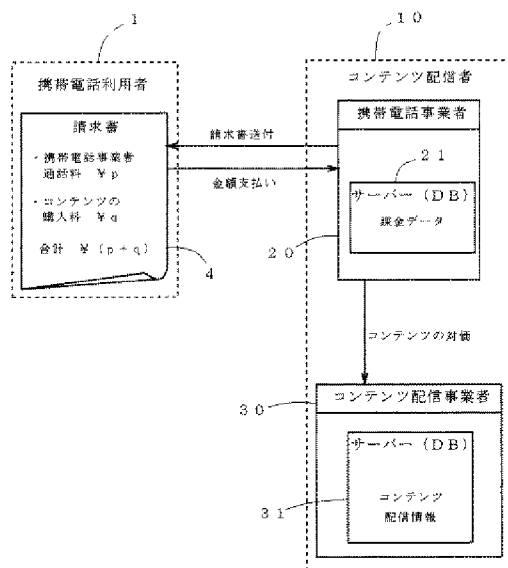 1
10
携帯電話利用者
コンテンツ配信者
請求書
・携帯電話事業者
通話料 ¥p
・コンテンツの
購入料 ¥q
合計 ¥(p+q)
4
請求書送付
金額支払い
携帯電話事業者
21
サーバー(DB)
課金データ
20
コンテンツの対価
30
コンテンツ配信事業者
サーバー(DB)
コンテンツ
配信情報
31